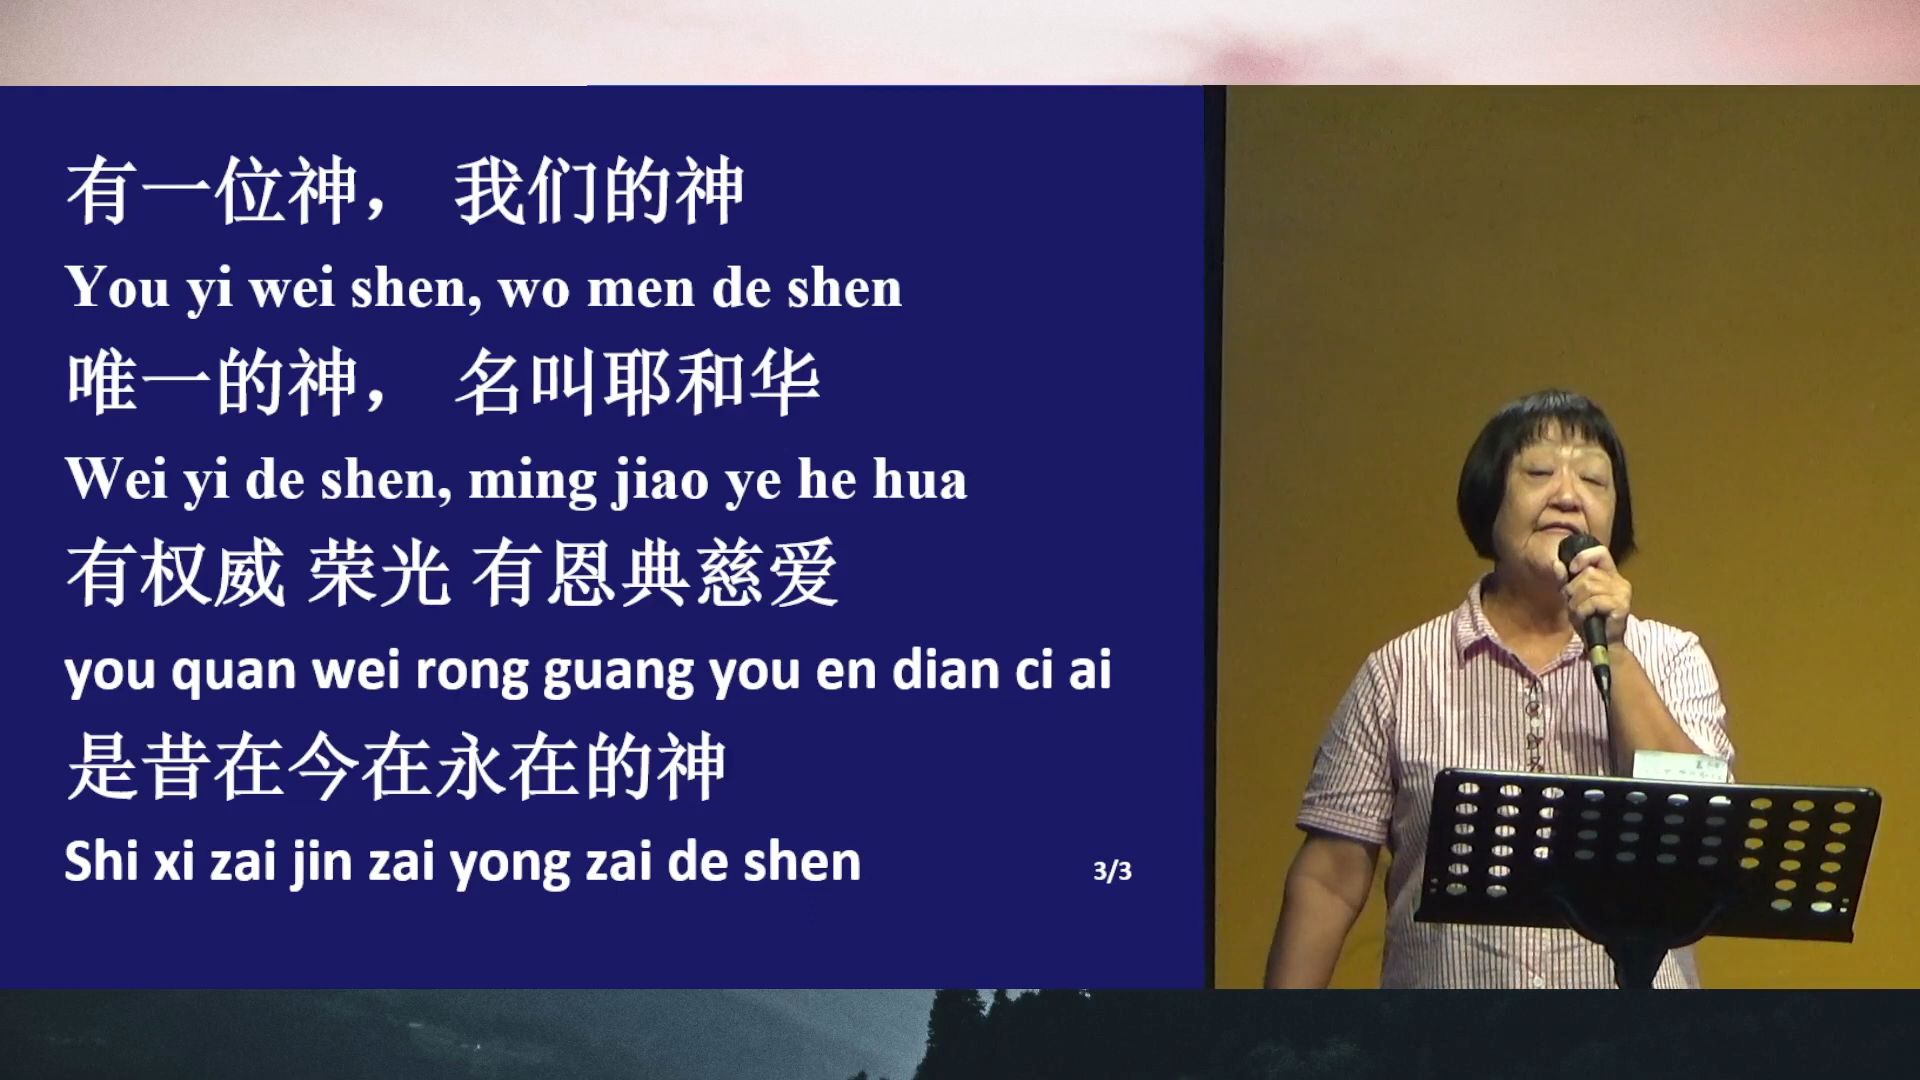 有一位神， 我们的神
You yi wei shen, wo men de shen
唯一的神， 名叫耶和华
Wei yi de shen, ming jiao ye he hua
有权威 荣光 有恩典慈爱
you quan wei rong guang you en dian ci ai
是昔在今在永在的神
Shi xi zai jin zai yong zai de shen
3/3